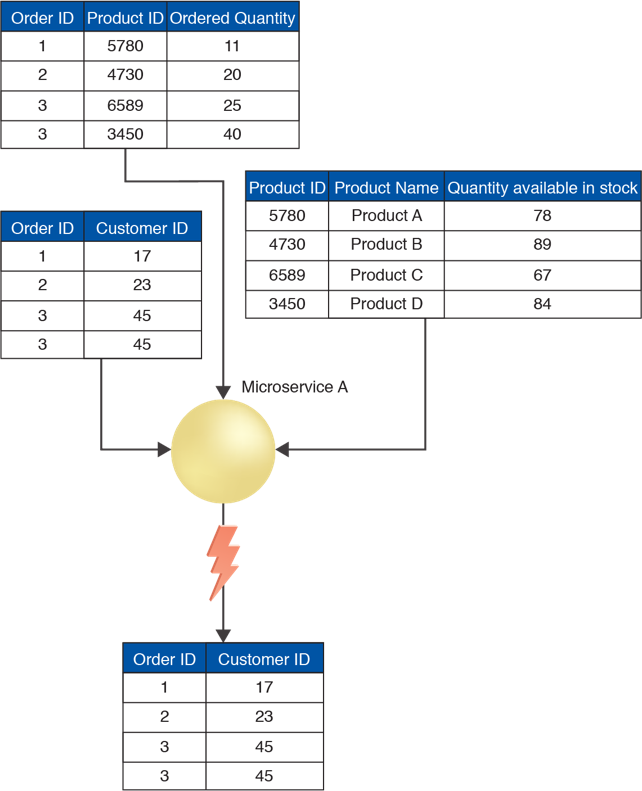 Order ID Product ID Ordered Quantity
1 5780 11
2 4730 20
3 6589 25
3 3450 40
Product ID Product Name Quantity available in stock
5780 Product A 78
4730 Product B 89
6589 Product C 67
3450 Product D 84
Order ID Customer ID
1 17
2 23
3 45
3 45
Microservice A
Order ID Customer ID
1 17
2 23
3 45
3 45